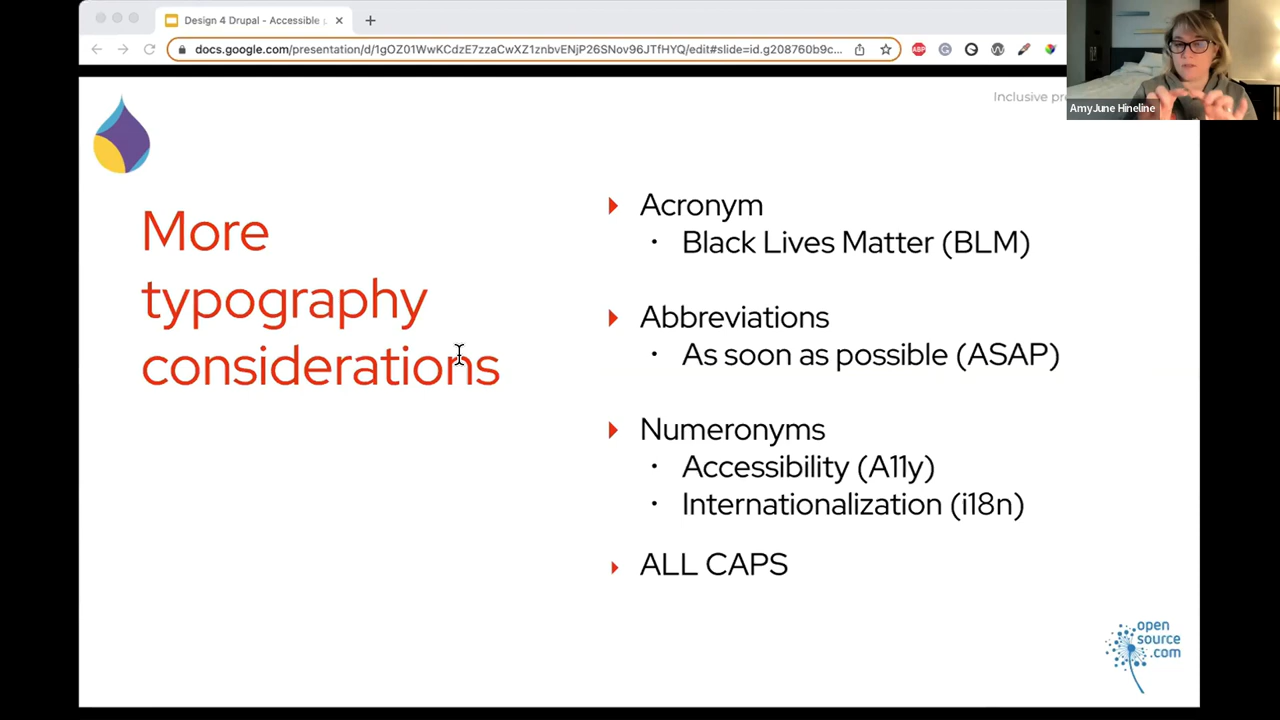 Design 4 Drupal - Accessible p
docs.google.com/presentation/d/1gOZ01WwKCdzE7zzaCwXZ1znbvENjP26SNov96JTfHYQ/edit#slide=id.g208760b9c...
ABP
Inclusive pr
AmyJune Hineline
More
typography
considerations
Acronym
Black Lives Matter (BLM)
Abbreviations
As soon as possible (ASAP)
Numeronyms
Accessibility (A11y)
Internationalization (i18n)
ALL CAPS
open
source
.com